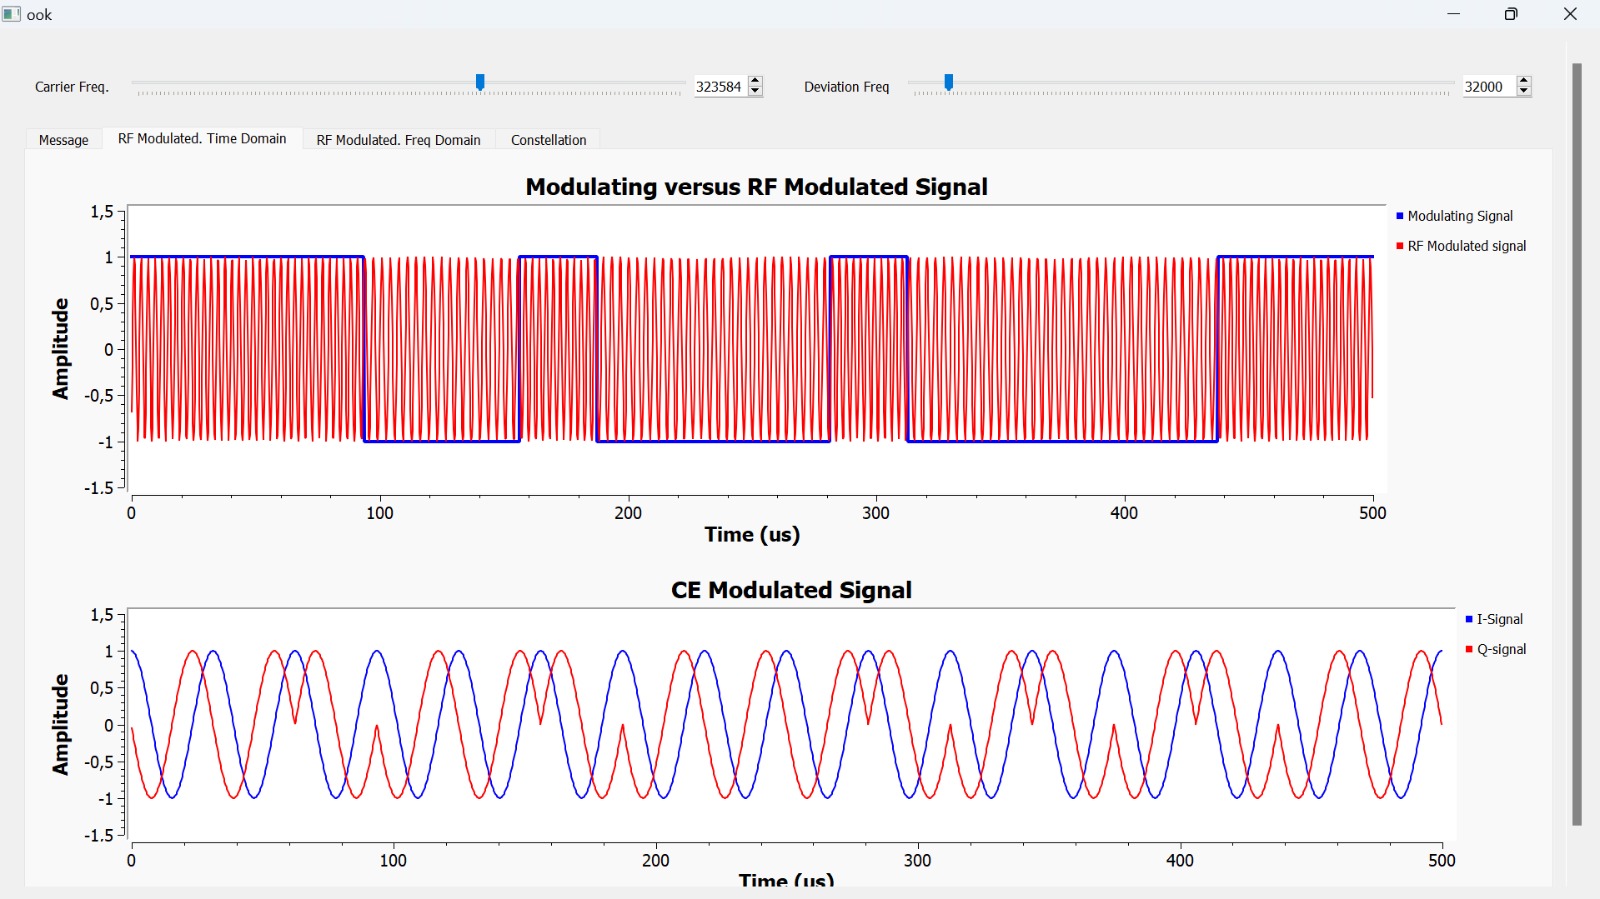 ook
Carrier Freq. 323584 Deviation Freq 32000
Message RF Modulated. Time Domain RF Modulated. Freq Domain Constellation
Modulating versus RF Modulated Signal
Amplitude
1,5
1
0,5
0
-0,5
-1
-1.5
0 100 200 300 400 500
Time (us)
Modulating Signal
RF Modulated signal
CE Modulated Signal
Amplitude
1,5
1
0,5
0
-0,5
-1
-1.5
0 100 200 300 400 500
Time (us)
I-Signal
Q-signal